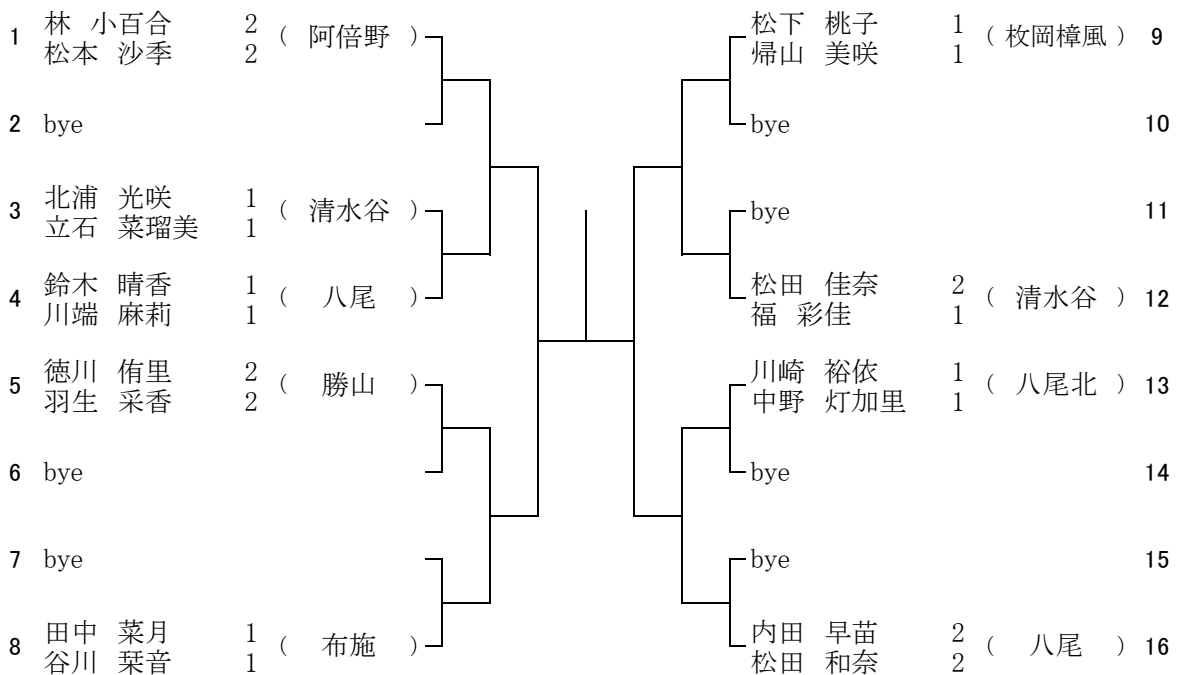 1 林 小百合 2 ( 阿倍野 )
松本 沙季 2
2 bye
3 北浦 光咲 1 ( 清水谷 )
立石 菜瑠美 1
4 鈴木 晴香 1 ( 八尾 )
川端 麻莉 1
5 徳川 侑里 2 ( 勝山 )
羽生 采香 2
6 bye
7 bye
8 田中 菜月 1 ( 布施 )
谷川 栞音 1
松下 桃子 1 ( 枚岡樟風 ) 9
帰山 美咲 1
bye 10
bye 11
松田 佳奈 2 ( 清水谷 ) 12
福 彩佳 1
川崎 裕依 1 ( 八尾北 ) 13
中野 灯加里 1
bye 14
bye 15
内田 早苗 2 ( 八尾 ) 16
松田 和奈 2